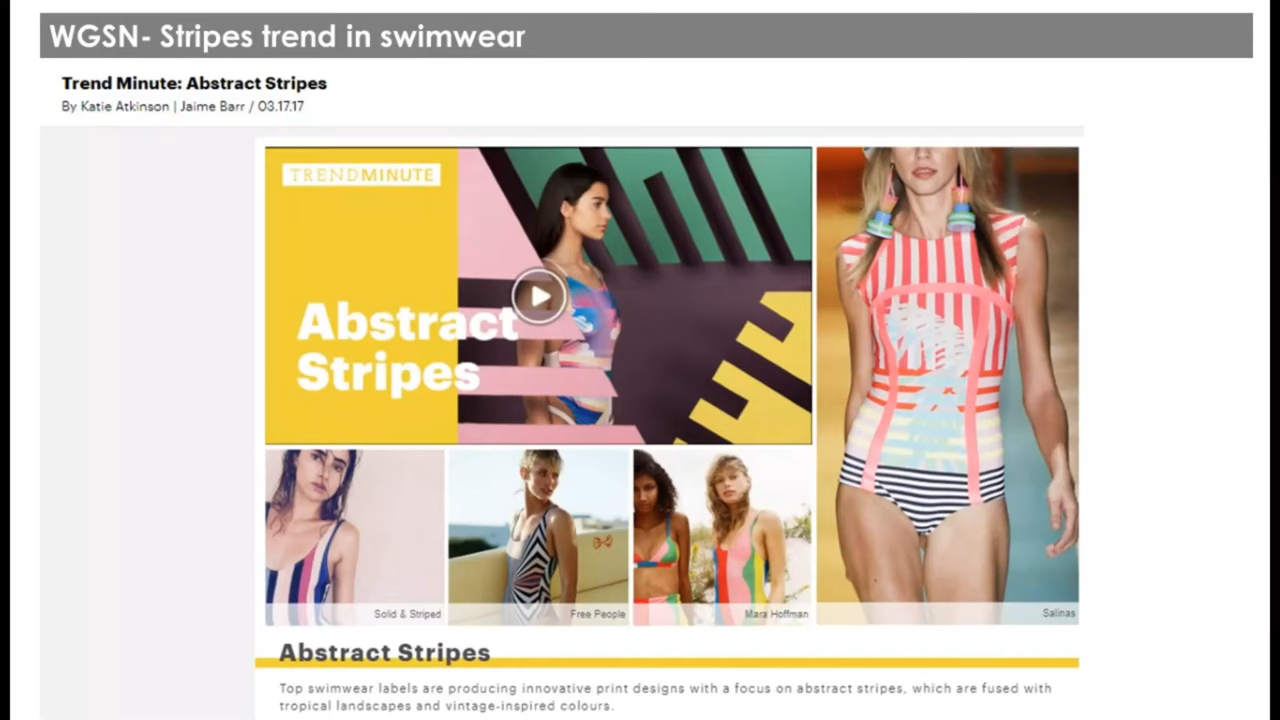 WGSN- Stripes trend in swimwear
Trend Minute: Abstract Stripes
By Katie Atkinson | Jaime Barr / 03.17.17
TRENDMINUTE
Abstract
Stripes
Solid & Striped
Free People
Mara Hoffman
Salinas
Abstract Stripes
Top swimwear labels are producing innovative print designs with a focus on abstract stripes, which are fused with
tropical landscapes and vintage-inspired colours.